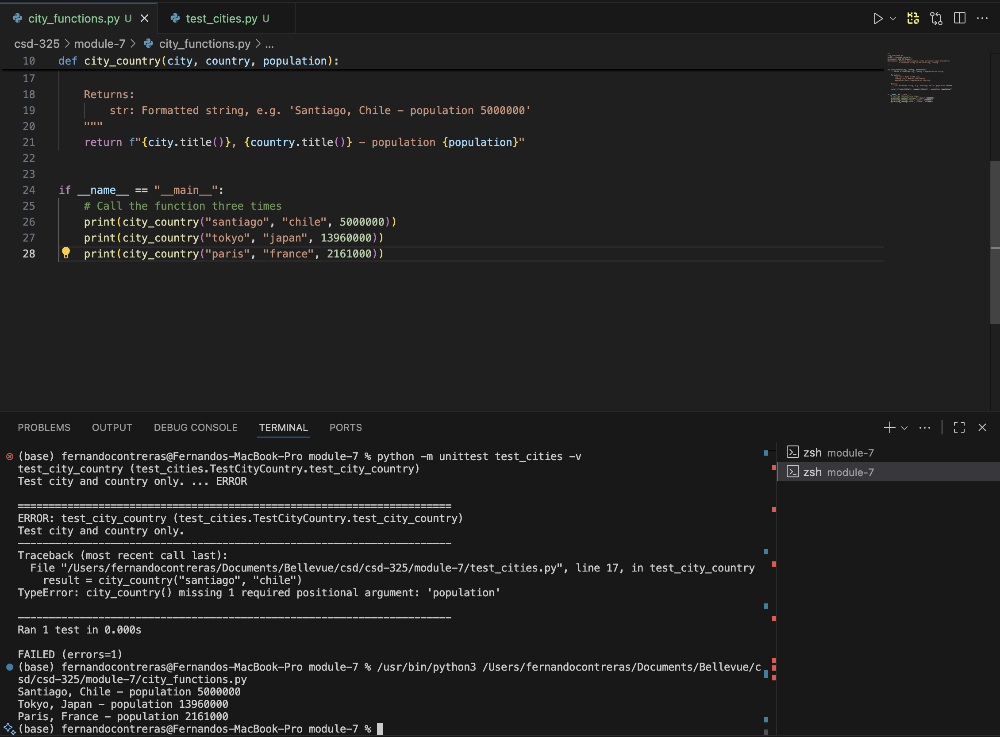 city_functions.py U
test_cities.py U
csd-325 > module-7 > city_functions.py > ...
10 def city_country(city, country, population):
17
18 Returns:
19 str: Formatted string, e.g. 'Santiago, Chile - population 5000000'
20 """
21 return f"{city.title()}, {country.title()} - population {population}"
22
23
24 if __name__ == "__main__":
25 # Call the function three times
26 print(city_country("santiago", "chile", 5000000))
27 print(city_country("tokyo", "japan", 13960000))
28 print(city_country("paris", "france", 2161000))
PROBLEMS OUTPUT DEBUG CONSOLE TERMINAL PORTS
(base) fernandocontreras@Fernandos-MacBook-Pro module-7 % python -m unittest test_cities -v
test_city_country (test_cities.TestCityCountry.test_city_country)
Test city and country only. ... ERROR
======================================================================
ERROR: test_city_country (test_cities.TestCityCountry.test_city_country)
Test city and country only.
----------------------------------------------------------------------
Traceback (most recent call last):
File "/Users/fernandocontreras/Documents/Bellevue/csd/csd-325/module-7/test_cities.py", line 17, in test_city_country
result = city_country("santiago", "chile")
TypeError: city_country() missing 1 required positional argument: 'population'
----------------------------------------------------------------------
Ran 1 test in 0.000s
FAILED (errors=1)
(base) fernandocontreras@Fernandos-MacBook-Pro module-7 % /usr/bin/python3 /Users/fernandocontreras/Documents/Bellevue/c
sd/csd-325/module-7/city_functions.py
Santiago, Chile - population 5000000
Tokyo, Japan - population 13960000
Paris, France - population 2161000
(base) fernandocontreras@Fernandos-MacBook-Pro module-7 %
zsh module-7
zsh module-7